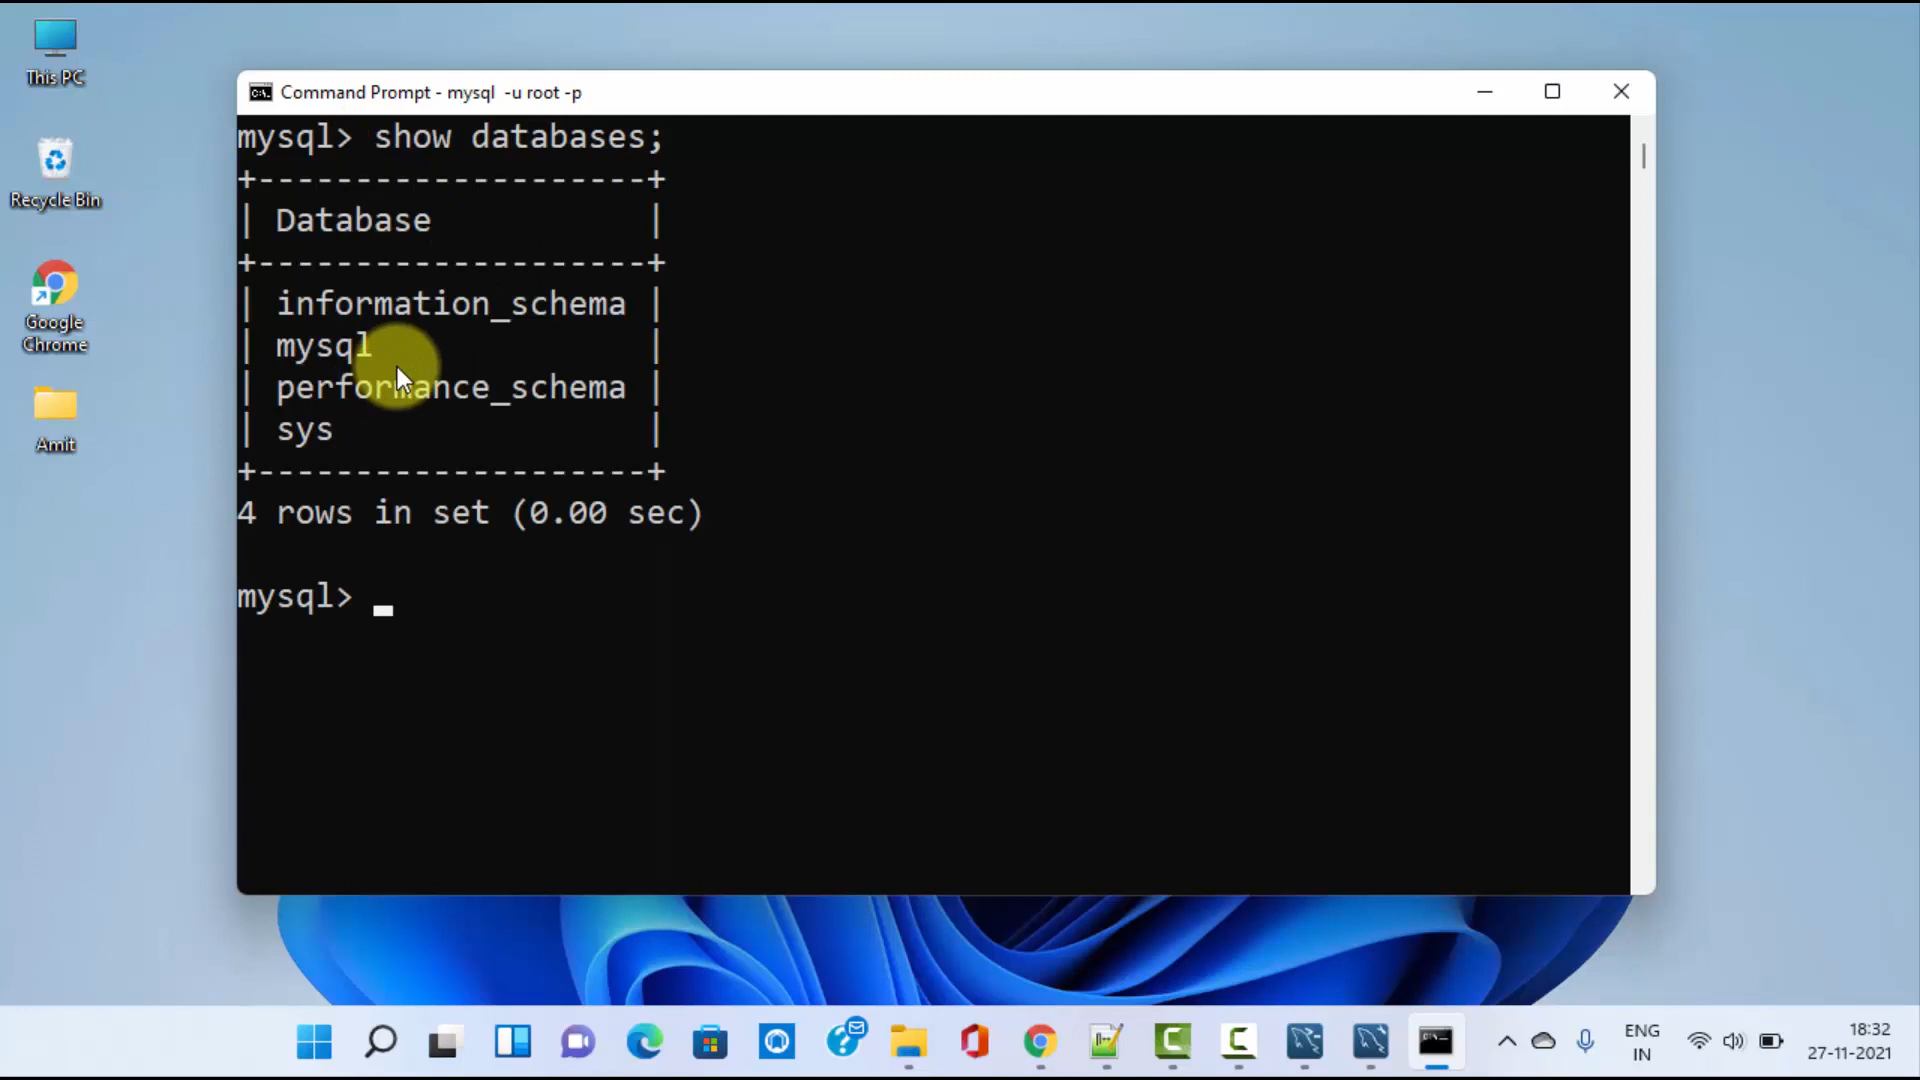 This PC
Recycle Bin
Google
Chrome
Amit
Command Prompt - mysql -u root -p
mysql> show databases;
+--------------------+
| Database           |
+--------------------+
| information_schema |
| mysql              |
| performance_schema |
| sys                |
+--------------------+
4 rows in set (0.00 sec)
mysql>
ENG
IN
18:32
27-11-2021